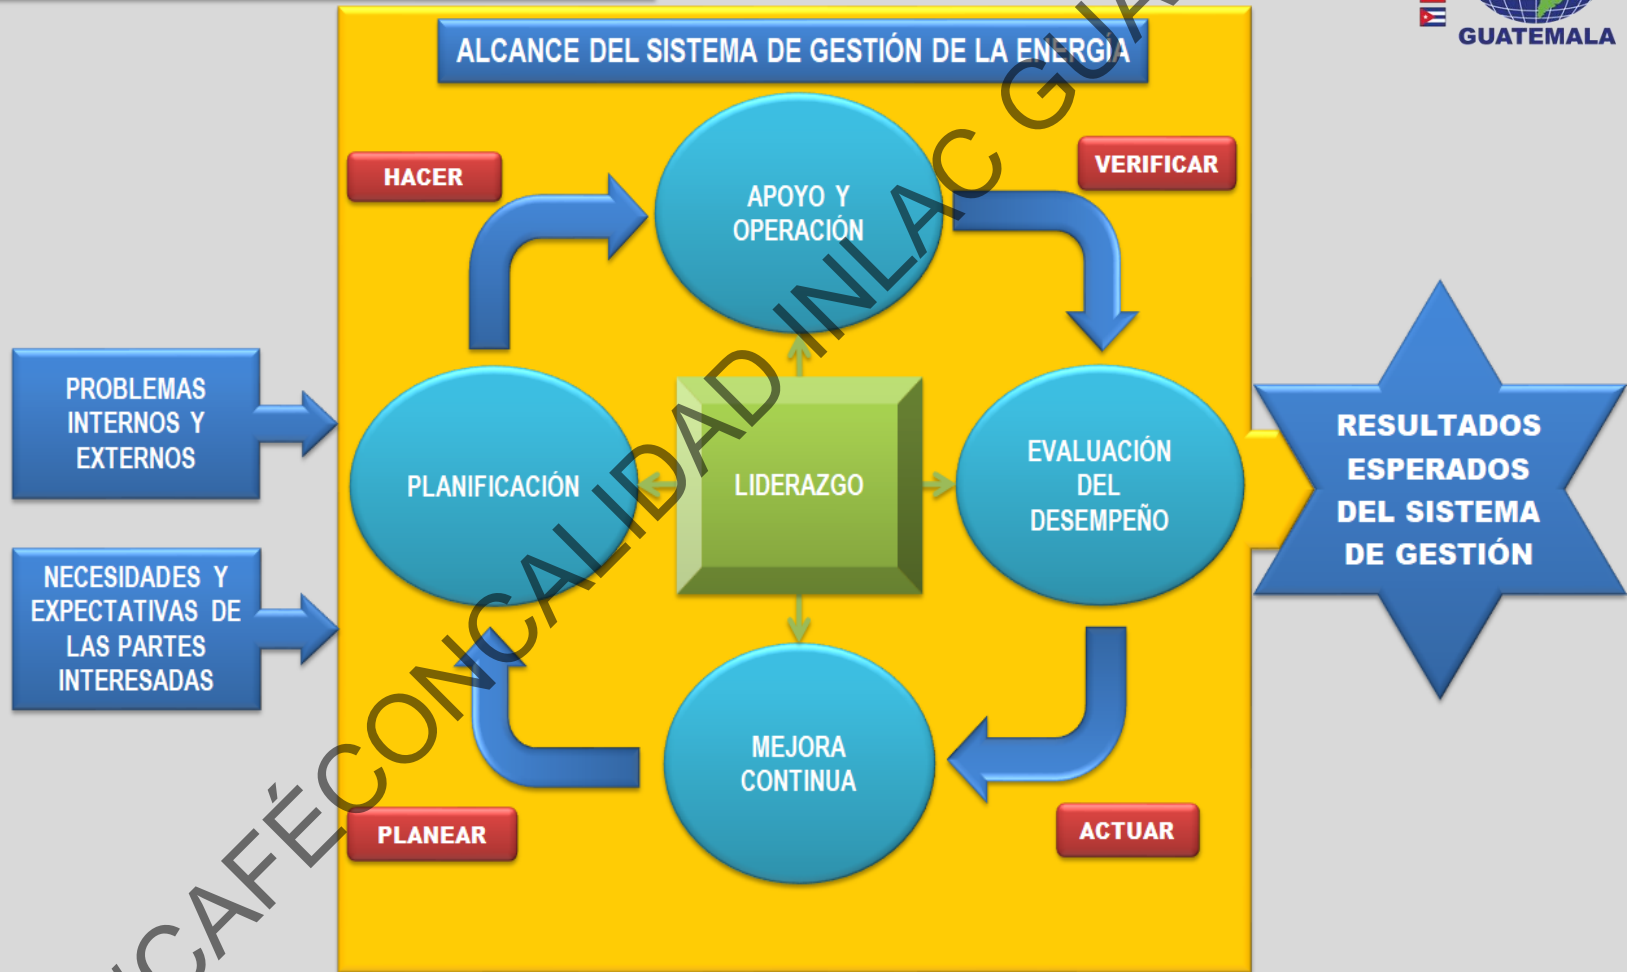 GUATEMALA
ALCANCE DEL SISTEMA DE GESTIÓN DE LA ENERGÍA
HACER
VERIFICAR
APOYO Y
OPERACIÓN
PROBLEMAS
INTERNOS Y
EXTERNOS
PLANIFICACIÓN
LIDERAZGO
EVALUACIÓN
DEL
DESEMPEÑO
RESULTADOS
ESPERADOS
DEL SISTEMA
DE GESTIÓN
NECESIDADES Y
EXPECTATIVAS DE
LAS PARTES
INTERESADAS
MEJORA
CONTINUA
PLANEAR
ACTUAR
CAFÉCONCALIDAD INLAC GUA